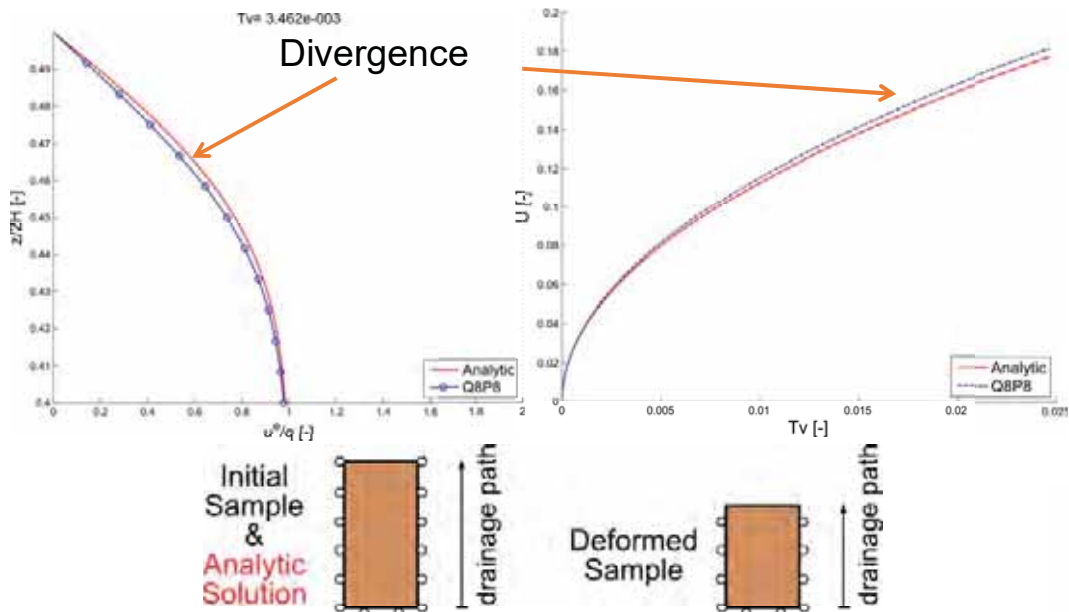 Tv= 3.462e-003
Divergence
0.49
0.48
0.47
0.46
0.45
0.44
0.43
0.42
0.41
0.4
z/2H [-]
0 0.2 0.4 0.6 0.8 1 1.2 1.4 1.6 1.8 2
uᵉ/q [-]
Analytic
Q8P8
0.2
0.18
0.16
0.14
0.12
0.1
0.08
0.06
0.04
0.02
0
U [-]
0 0.005 0.01 0.015 0.02 0.025
Tv [-]
Analytic
Q8P8
Initial
Sample
&
Analytic
Solution
drainage path
Deformed
Sample
drainage path